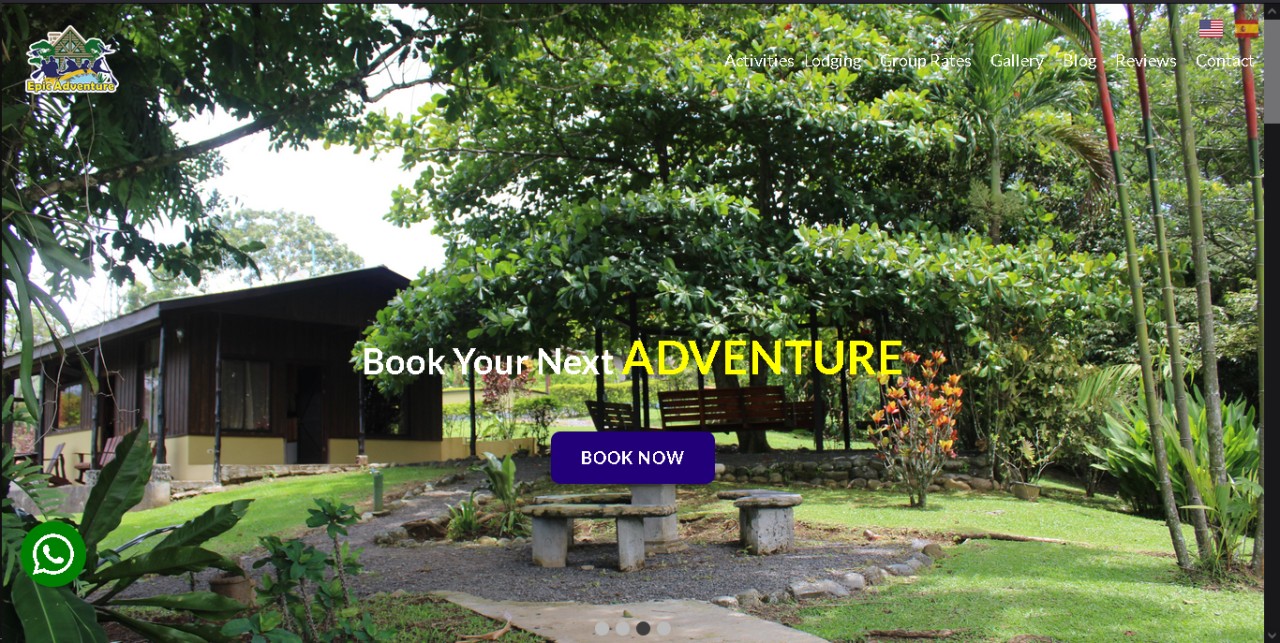 Epic Adventure
Activities Lodging Group Rates Gallery Blog Reviews Contact
Book Your Next ADVENTURE
BOOK NOW